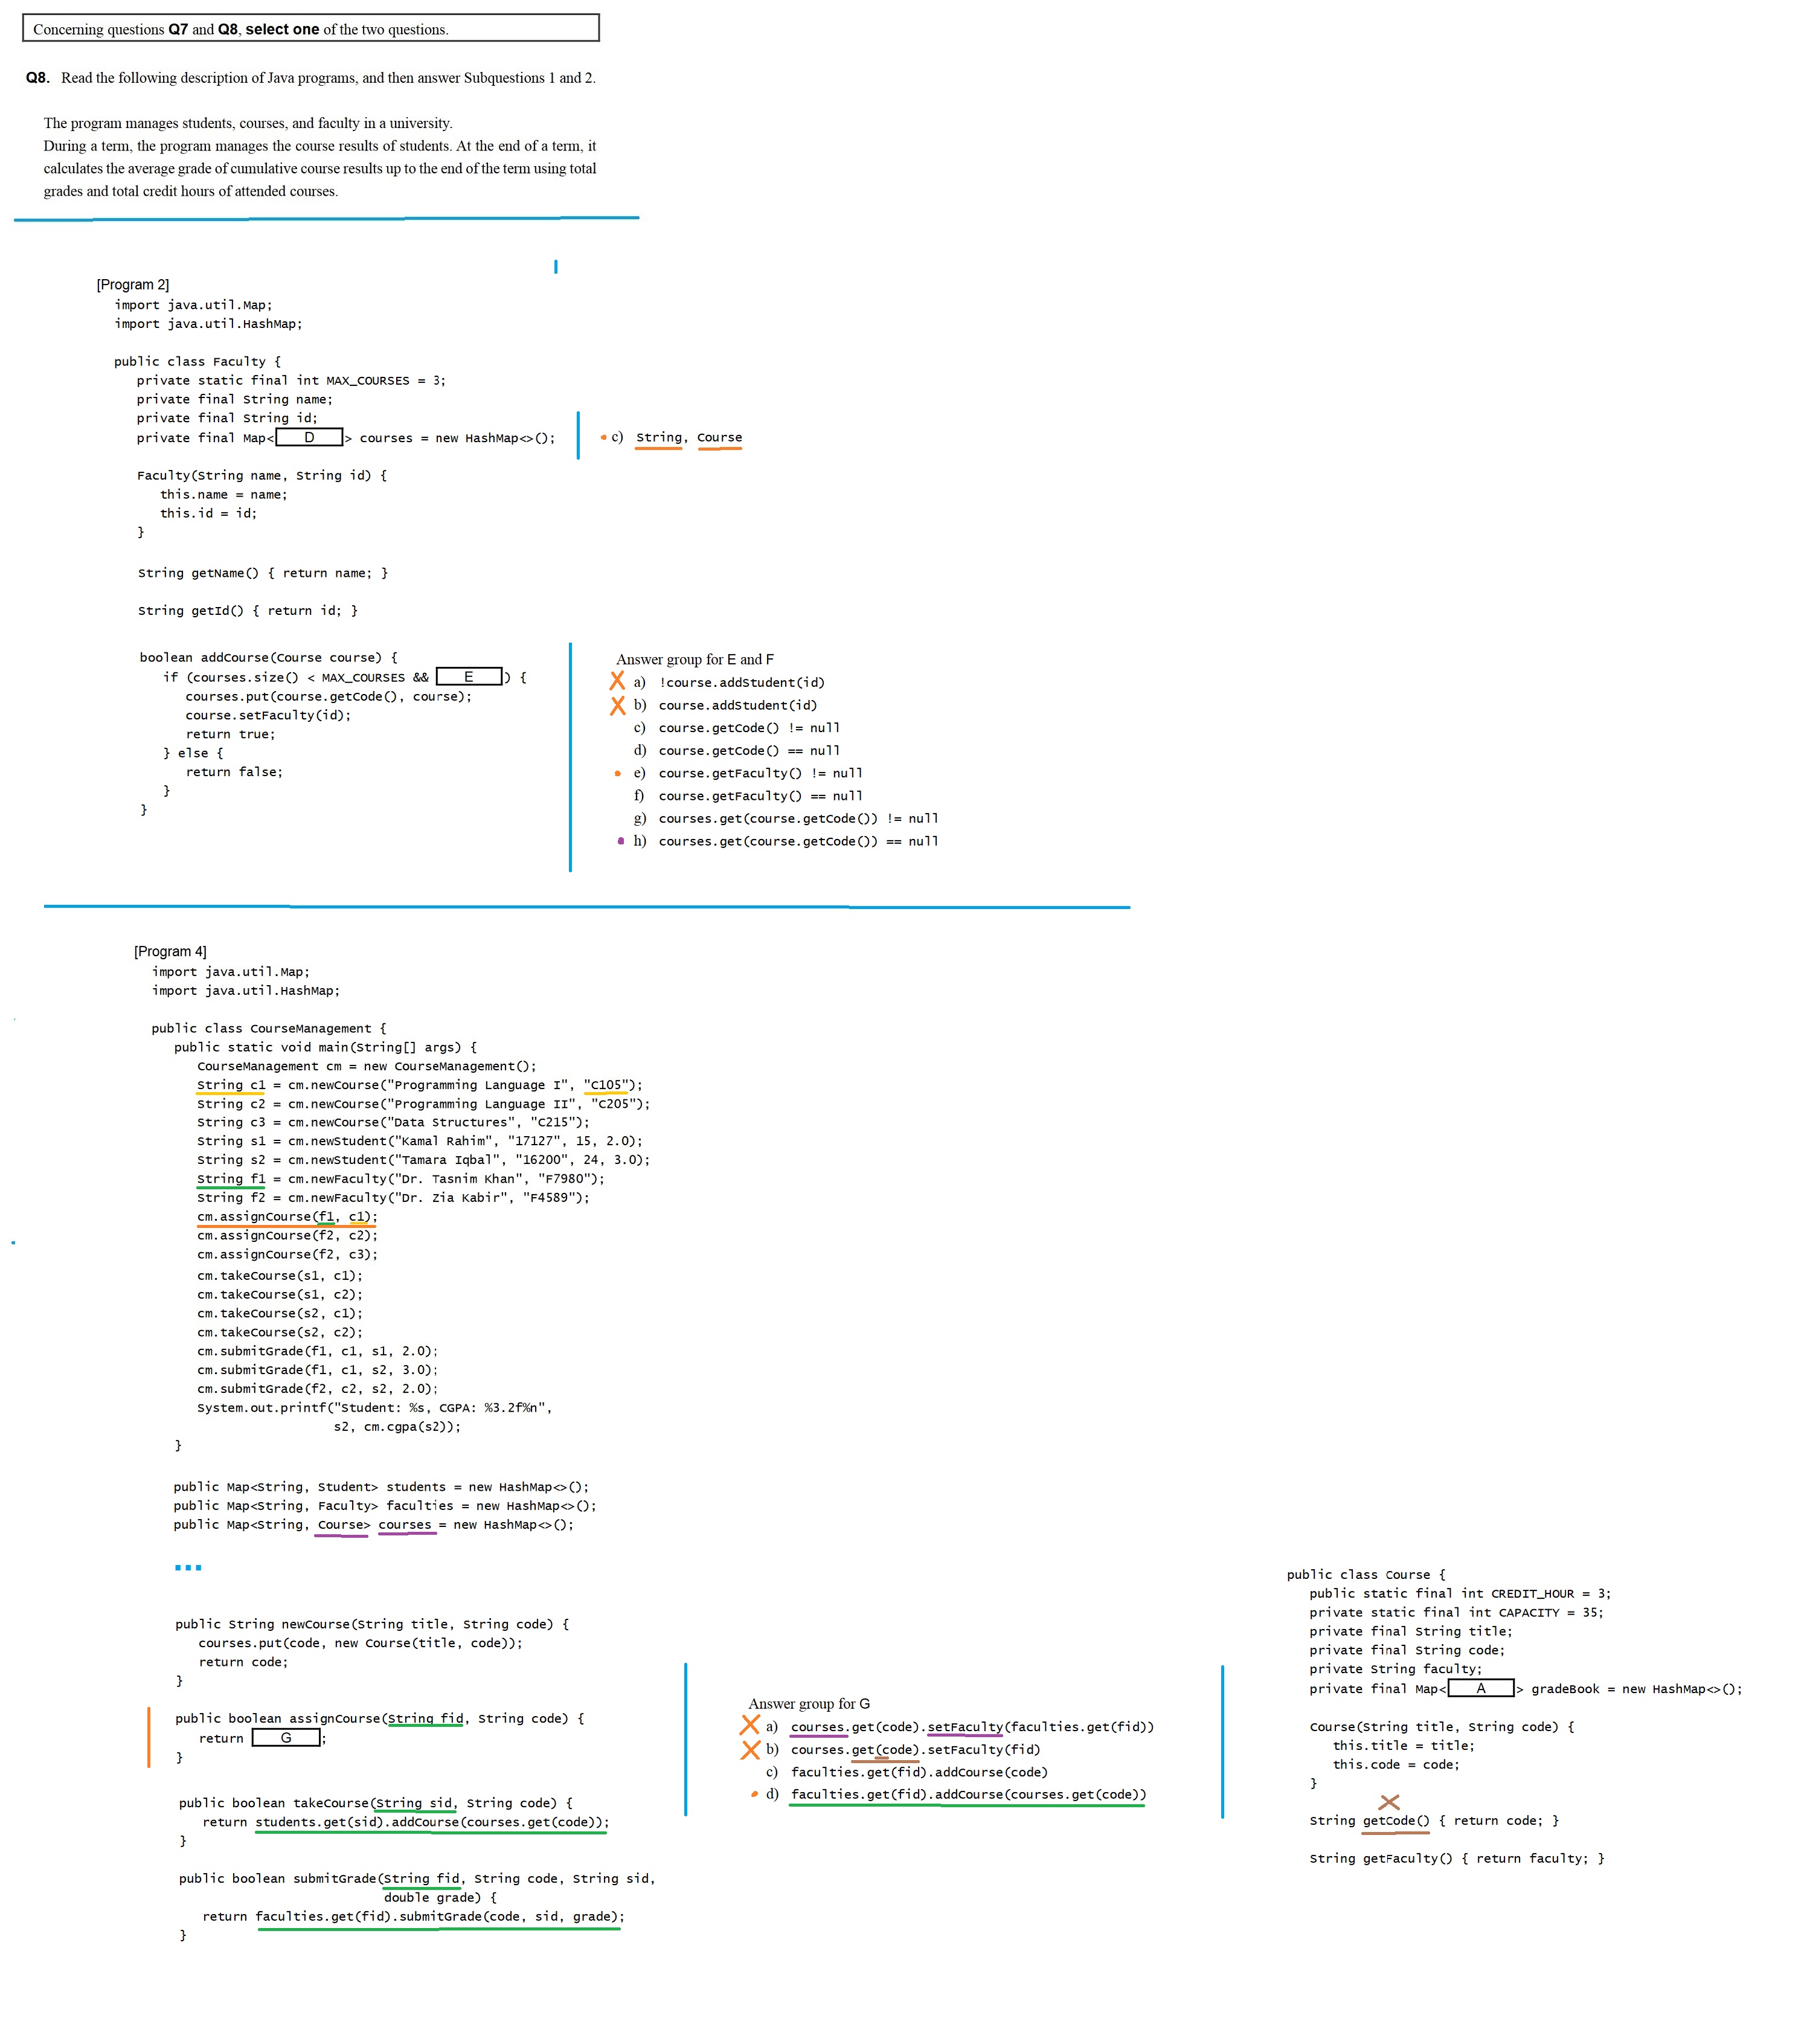 Concerning questions Q7 and Q8, select one of the two questions.
Q8. Read the following description of Java programs, and then answer Subquestions 1 and 2.
The program manages students, courses, and faculty in a university.
During a term, the program manages the course results of students. At the end of a term, it
calculates the average grade of cumulative course results up to the end of the term using total
grades and total credit hours of attended courses.
[Program 2]
import java.util.Map;
import java.util.HashMap;
public class Faculty {
private static final int MAX_COURSES = 3;
private final String name;
private final String id;
private final Map< D > courses = new HashMap<>();
c) String, Course
Faculty(String name, String id) {
this.name = name;
this.id = id;
}
String getName() { return name; }
String getId() { return id; }
boolean addCourse(Course course) {
if (courses.size() < MAX_COURSES && E ) {
courses.put(course.getCode(), course);
course.setFaculty(id);
return true;
} else {
return false;
}
}
Answer group for E and F
a) !course.addStudent(id)
b) course.addStudent(id)
c) course.getCode() != null
d) course.getCode() == null
e) course.getFaculty() != null
f) course.getFaculty() == null
g) courses.get(course.getCode()) != null
h) courses.get(course.getCode()) == null
[Program 4]
import java.util.Map;
import java.util.HashMap;
public class CourseManagement {
public static void main(String[] args) {
CourseManagement cm = new CourseManagement();
String c1 = cm.newCourse("Programming Language I", "C105");
String c2 = cm.newCourse("Programming Language II", "C205");
String c3 = cm.newCourse("Data Structures", "C215");
String s1 = cm.newStudent("Kamal Rahim", "17127", 15, 2.0);
String s2 = cm.newStudent("Tamara Iqbal", "16200", 24, 3.0);
String f1 = cm.newFaculty("Dr. Tasnim Khan", "F7980");
String f2 = cm.newFaculty("Dr. Zia Kabir", "F4589");
cm.assignCourse(f1, c1);
cm.assignCourse(f2, c2);
cm.assignCourse(f2, c3);
cm.takeCourse(s1, c1);
cm.takeCourse(s1, c2);
cm.takeCourse(s2, c1);
cm.takeCourse(s2, c2);
cm.submitGrade(f1, c1, s1, 2.0);
cm.submitGrade(f1, c1, s2, 3.0);
cm.submitGrade(f2, c2, s2, 2.0);
System.out.printf("Student: %s, CGPA: %3.2f%n",
s2, cm.cgpa(s2));
}
public Map<String, Student> students = new HashMap<>();
public Map<String, Faculty> faculties = new HashMap<>();
public Map<String, Course> courses = new HashMap<>();
...
public String newCourse(String title, String code) {
courses.put(code, new Course(title, code));
return code;
}
public boolean assignCourse(String fid, String code) {
return G ;
}
public boolean takeCourse(String sid, String code) {
return students.get(sid).addCourse(courses.get(code));
}
public boolean submitGrade(String fid, String code, String sid,
double grade) {
return faculties.get(fid).submitGrade(code, sid, grade);
}
Answer group for G
a) courses.get(code).setFaculty(faculties.get(fid))
b) courses.get(code).setFaculty(fid)
c) faculties.get(fid).addCourse(code)
d) faculties.get(fid).addCourse(courses.get(code))
public class Course {
public static final int CREDIT_HOUR = 3;
private static final int CAPACITY = 35;
private final String title;
private final String code;
private String faculty;
private final Map< A > gradeBook = new HashMap<>();
Course(String title, String code) {
this.title = title;
this.code = code;
}
String getCode() { return code; }
String getFaculty() { return faculty; }